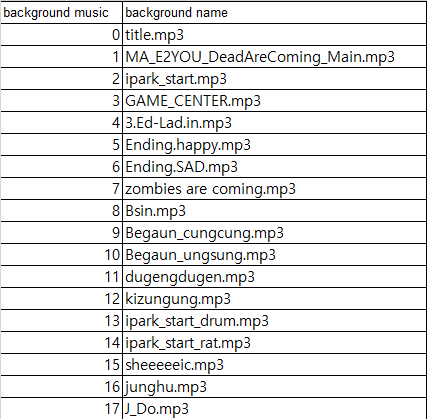 background music background name
0 title.mp3
1 MA_E2YOU_DeadAreComing_Main.mp3
2 ipark_start.mp3
3 GAME_CENTER.mp3
4 3.Ed-Lad.in.mp3
5 Ending.happy.mp3
6 Ending.SAD.mp3
7 zombies are coming.mp3
8 Bsin.mp3
9 Begaun_cungcung.mp3
10 Begaun_ungsung.mp3
11 dugengdugen.mp3
12 kizungung.mp3
13 ipark_start_drum.mp3
14 ipark_start_rat.mp3
15 sheeeeeic.mp3
16 junghu.mp3
17 J_Do.mp3